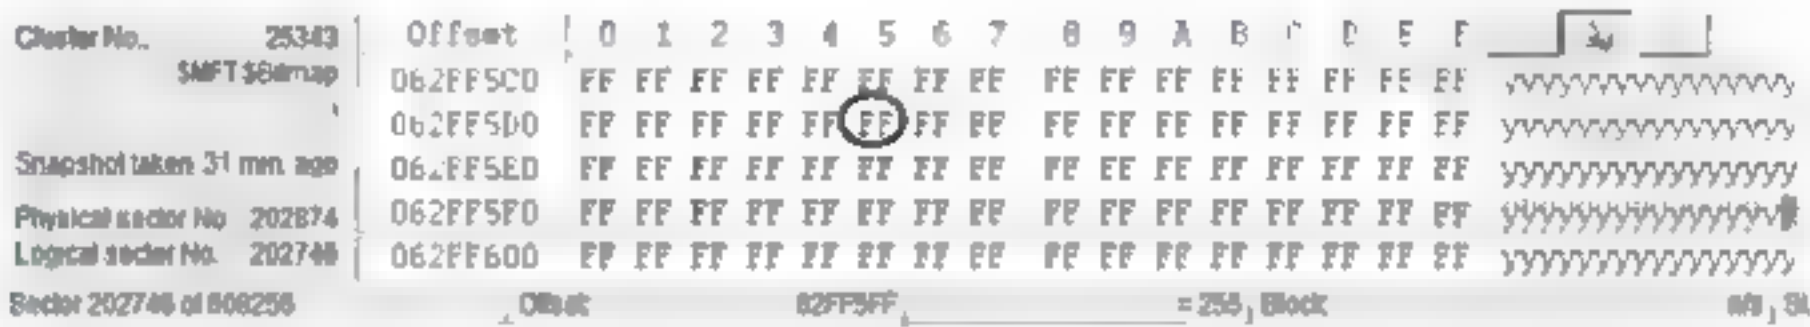 Cluster No.: 25343
$MFT $Bitmap
Snapshot taken 31 min. ago
Physical sector No. 202874
Logical sector No. 202746
Offset 0 1 2 3 4 5 6 7 8 9 A B C D E F
062FF5C0 FF FF FF FF FF FF FF FF FF FF FF FF FF FF FF FF ÿÿÿÿÿÿÿÿÿÿÿÿÿÿÿÿ
062FF5D0 FF FF FF FF FF FF FF FF FF FF FF FF FF FF FF FF ÿÿÿÿÿÿÿÿÿÿÿÿÿÿÿÿ
062FF5E0 FF FF FF FF FF FF FF FF FF FF FF FF FF FF FF FF ÿÿÿÿÿÿÿÿÿÿÿÿÿÿÿÿ
062FF5F0 FF FF FF FF FF FF FF FF FF FF FF FF FF FF FF FF ÿÿÿÿÿÿÿÿÿÿÿÿÿÿÿÿ
062FF600 FF FF FF FF FF FF FF FF FF FF FF FF FF FF FF FF ÿÿÿÿÿÿÿÿÿÿÿÿÿÿÿÿ
Sector 202746 of Offset 62FF5FF = 255 Block